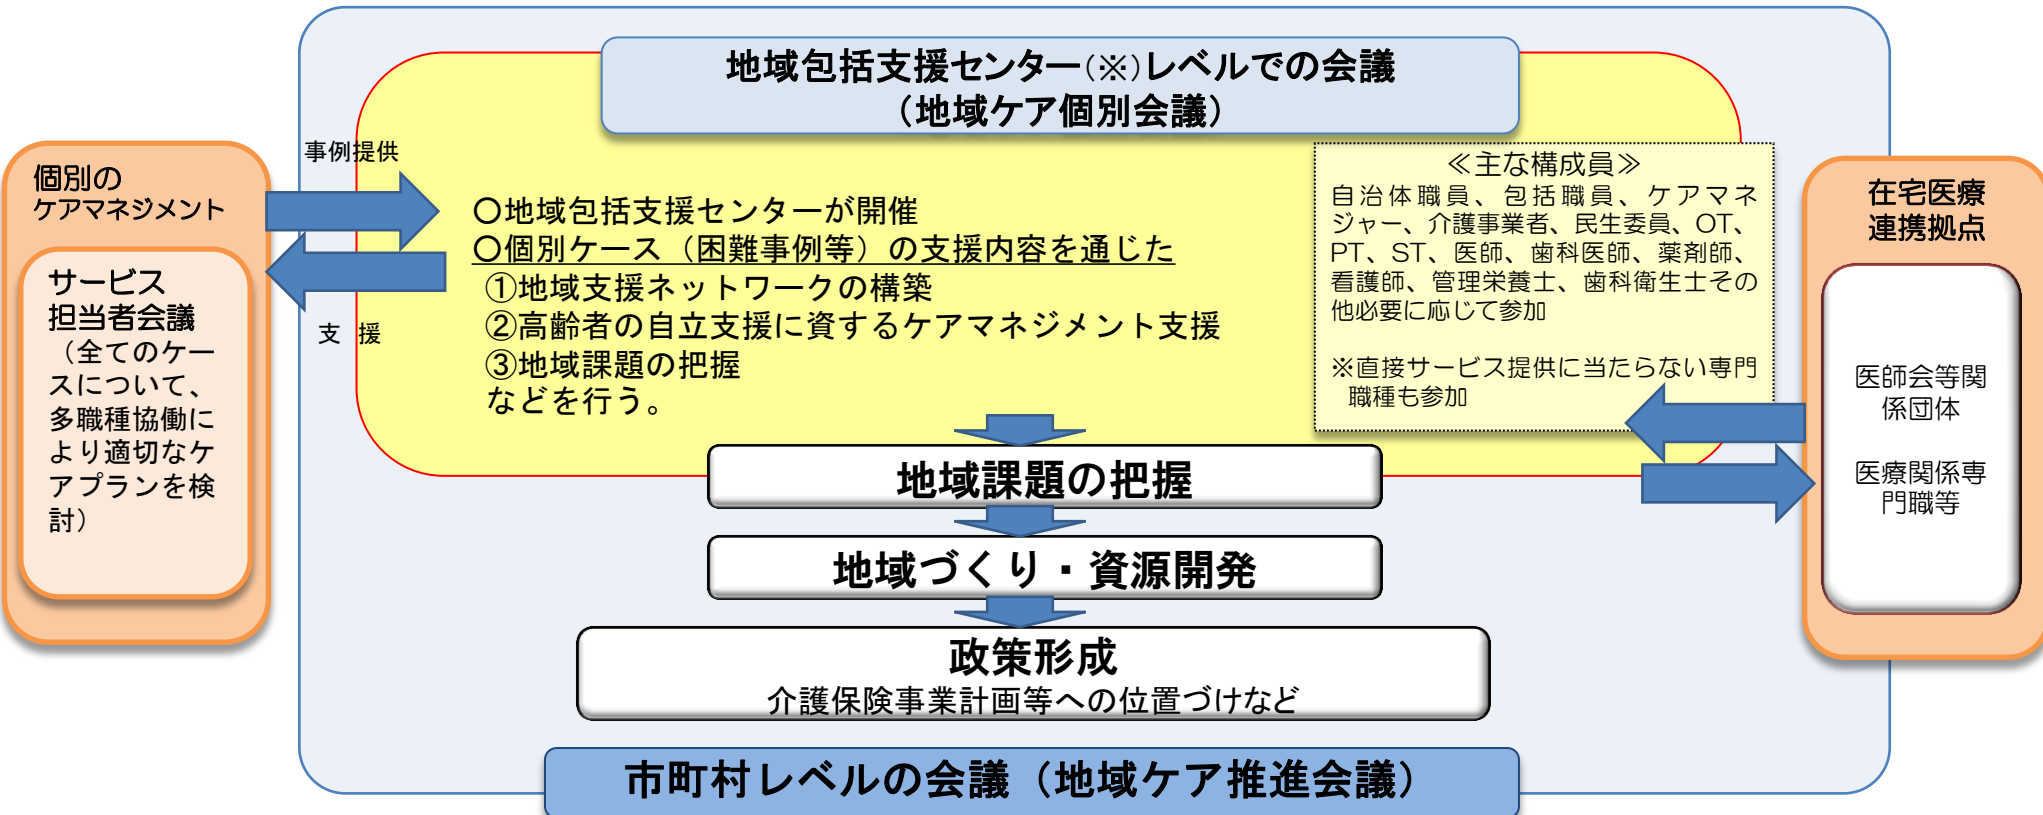 地域包括支援センター(※)レベルでの会議
（地域ケア個別会議）
事例提供
支　援
個別の
ケアマネジメント
サービス
担当者会議
（全てのケー
スについて、
多職種協働に
より適切なケ
アプランを検
討）
〇地域包括支援センターが開催
〇個別ケース（困難事例等）の支援内容を通じた
①地域支援ネットワークの構築
②高齢者の自立支援に資するケアマネジメント支援
③地域課題の把握
などを行う。
≪主な構成員≫
自治体職員、包括職員、ケアマネ
ジャー、介護事業者、民生委員、OT、
PT、ST、医師、歯科医師、薬剤師、
看護師、管理栄養士、歯科衛生士その
他必要に応じて参加
※直接サービス提供に当たらない専門
職種も参加
在宅医療
連携拠点
医師会等関
係団体
医療関係専
門職等
地域課題の把握
地域づくり・資源開発
政策形成
介護保険事業計画等への位置づけなど
市町村レベルの会議（地域ケア推進会議）